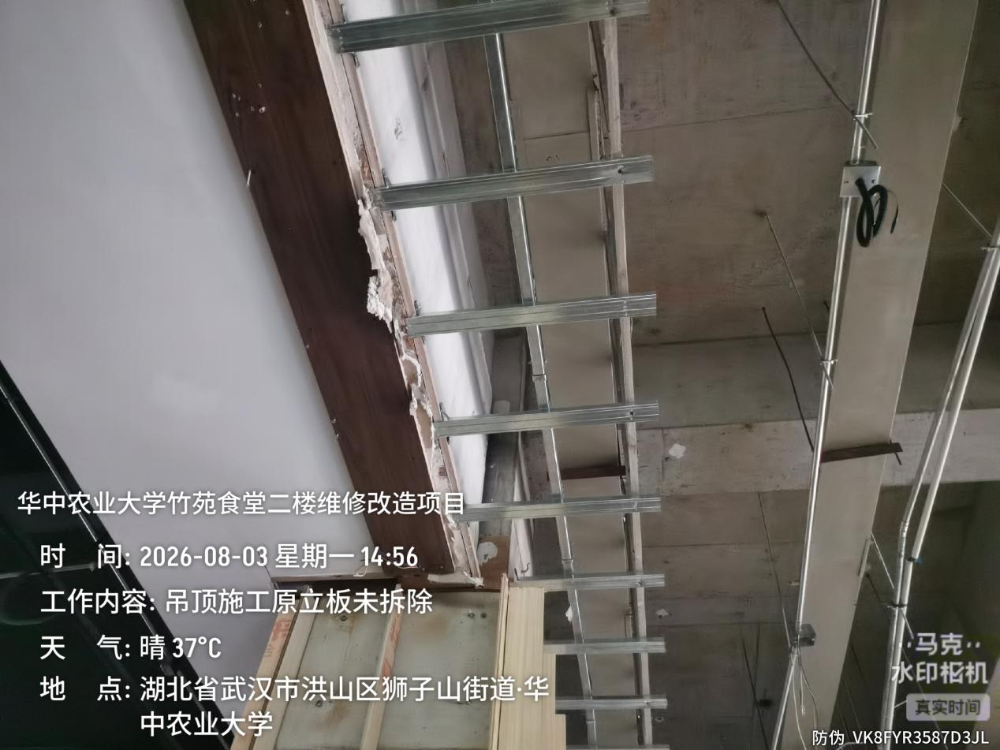 华中农业大学竹苑食堂二楼维修改造项目
时 间: 2026-08-03 星期一 14:56
工作内容: 吊顶施工原立板未拆除
天 气: 晴 37°C
地 点: 湖北省武汉市洪山区狮子山街道·华
中农业大学
马克
水印相机
真实时间
防伪 VK8FYR3587D3JL